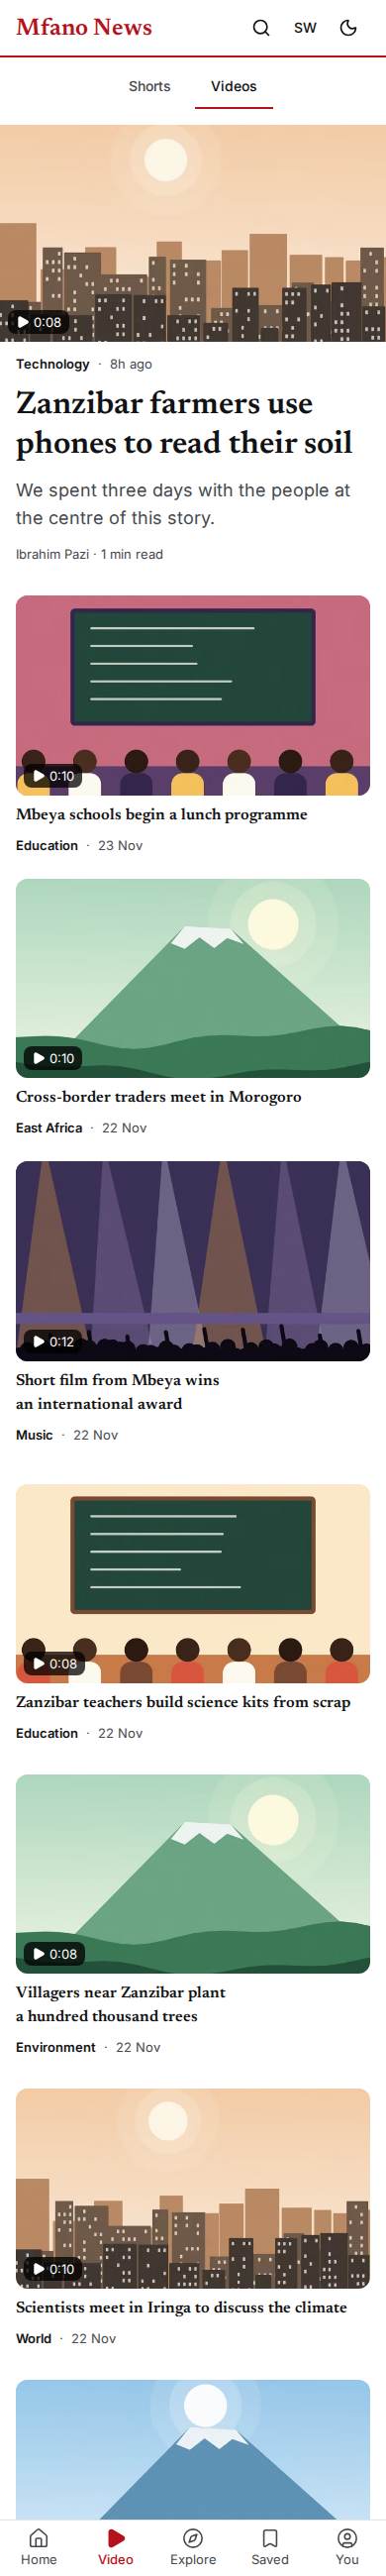 Mfano News
SW
Shorts
Videos
0:08
Technology · 8h ago
Zanzibar farmers use
phones to read their soil
We spent three days with the people at
the centre of this story.
Ibrahim Pazi · 1 min read
0:10
Mbeya schools begin a lunch programme
Education · 23 Nov
0:10
Cross-border traders meet in Morogoro
East Africa · 22 Nov
0:12
Short film from Mbeya wins
an international award
Music · 22 Nov
0:08
Zanzibar teachers build science kits from scrap
Education · 22 Nov
0:08
Villagers near Zanzibar plant
a hundred thousand trees
Environment · 22 Nov
0:10
Scientists meet in Iringa to discuss the climate
World · 22 Nov
Home
Video
Explore
Saved
You